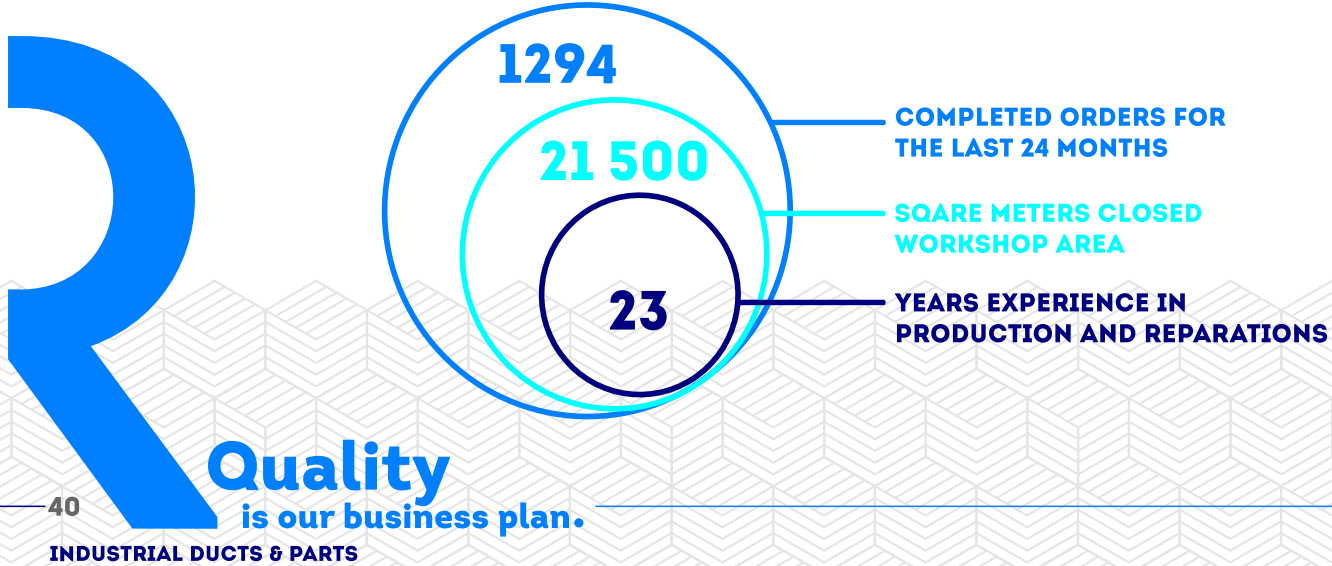 1294
COMPLETED ORDERS FOR
THE LAST 24 MONTHS
21 500
SQARE METERS CLOSED
WORKSHOP AREA
23
YEARS EXPERIENCE IN
PRODUCTION AND REPARATIONS
R
Quality
is our business plan.
40
INDUSTRIAL DUCTS & PARTS